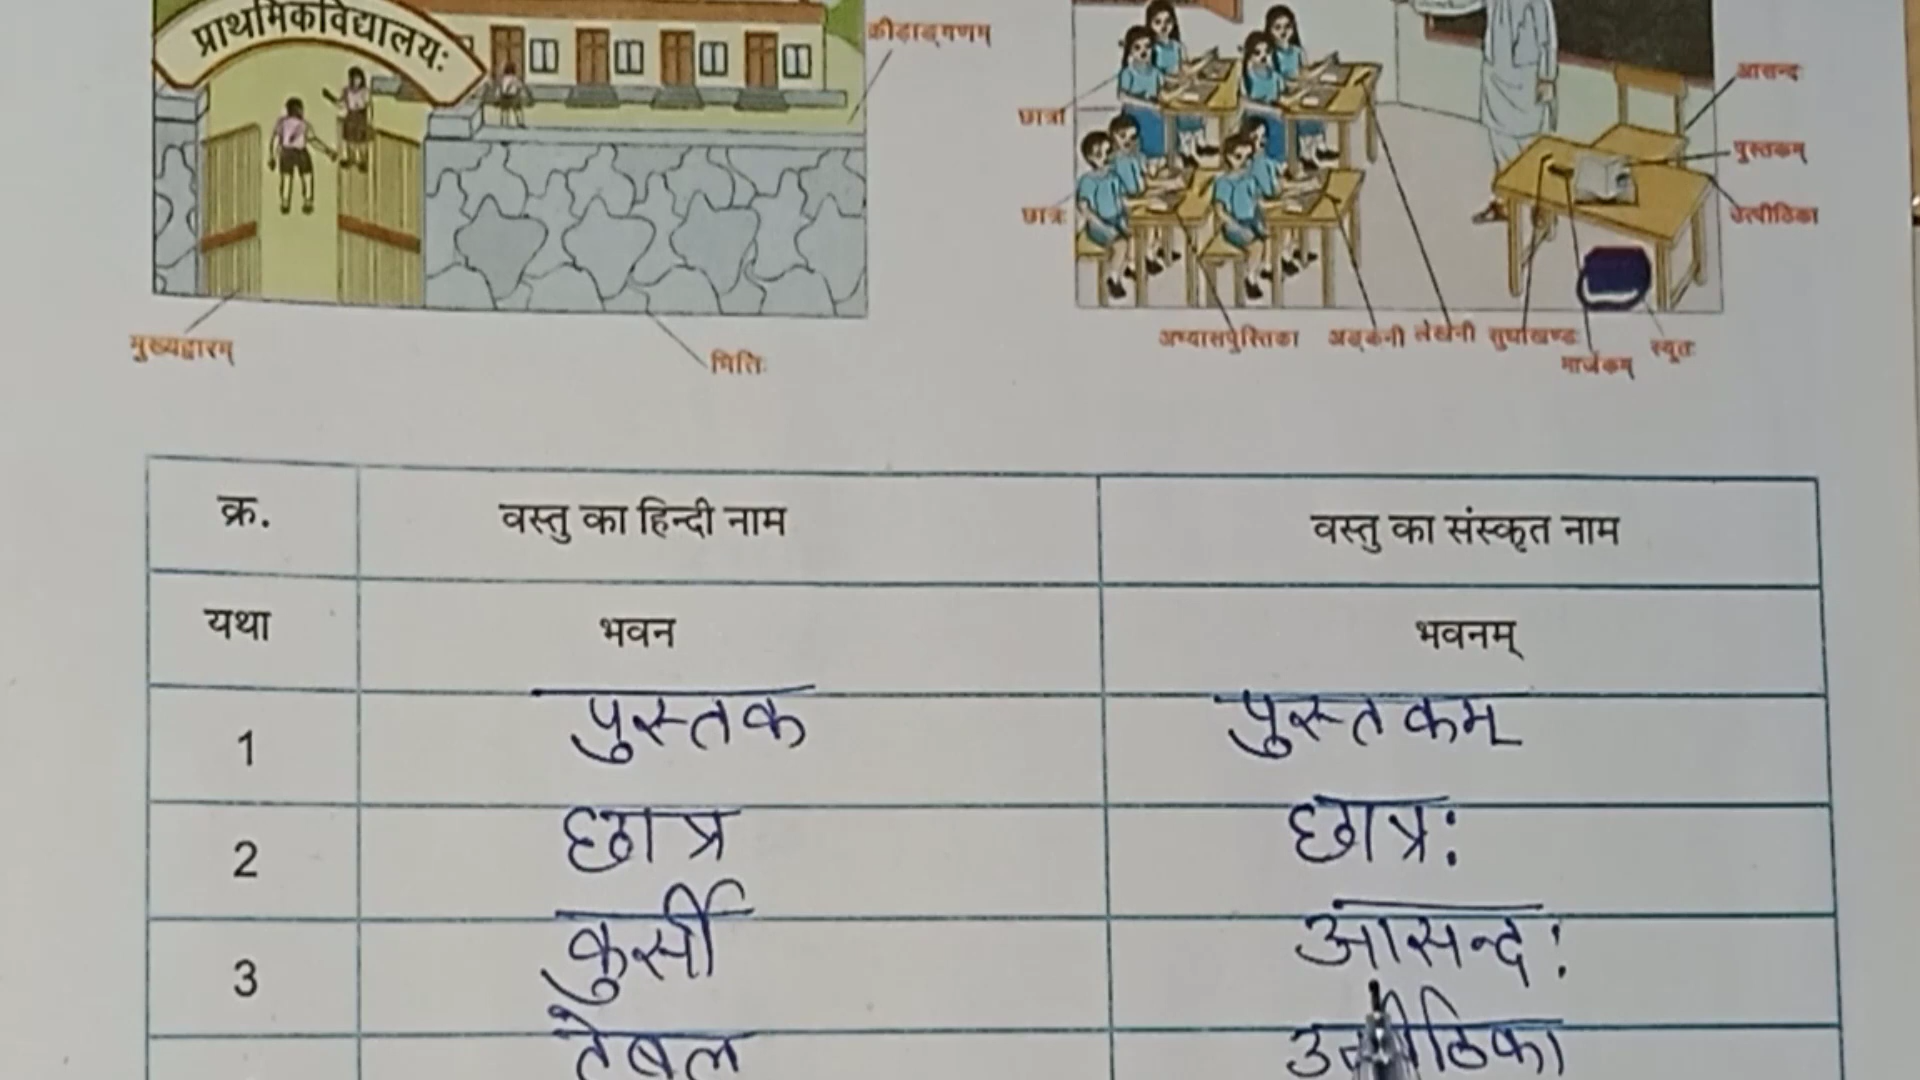 प्राथमिकविद्यालयः
क्रीडाङ्गणम्
मुख्यद्वारम्
भित्तिः
छात्रा
छात्रः
आसन्दः
पुस्तकम्
उत्पीठिका
अभ्यासपुस्तिका अङ्कनी लेखनी सुधाखण्डः
मार्जकम् स्यूतः
क्र. वस्तु का हिन्दी नाम वस्तु का संस्कृत नाम
यथा भवन भवनम्
1 पुस्तक पुस्तकम्
2 छात्र छात्रः
3 कुर्सी आसन्दः
टेबल उत्पीठिका